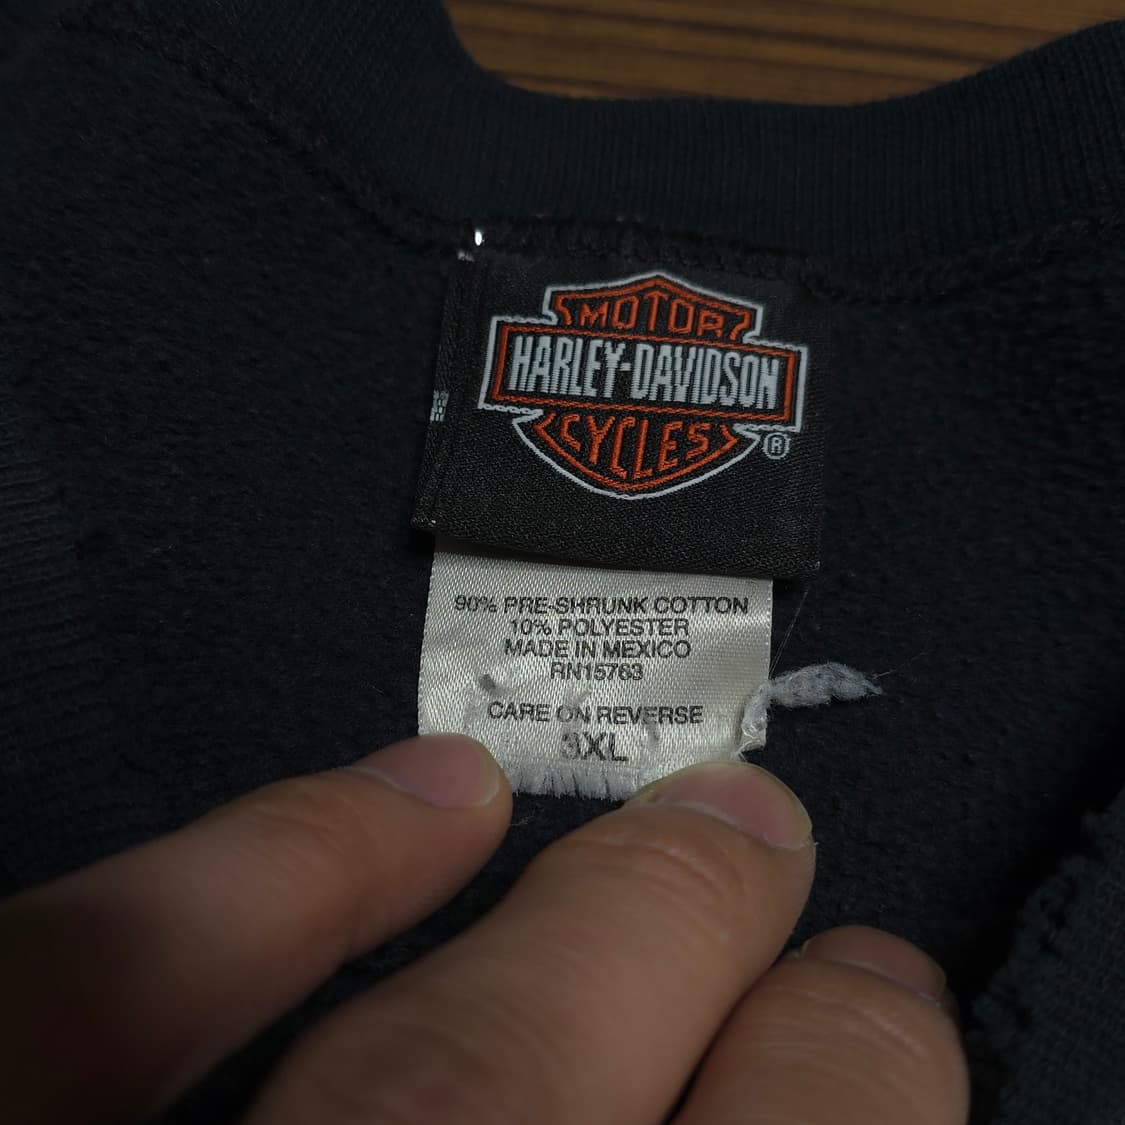 MOTOR
HARLEY-DAVIDSON
CYCLES
®
90% PRE-SHRUNK COTTON
10% POLYESTER
MADE IN MEXICO
RN15763
CARE ON REVERSE
3XL